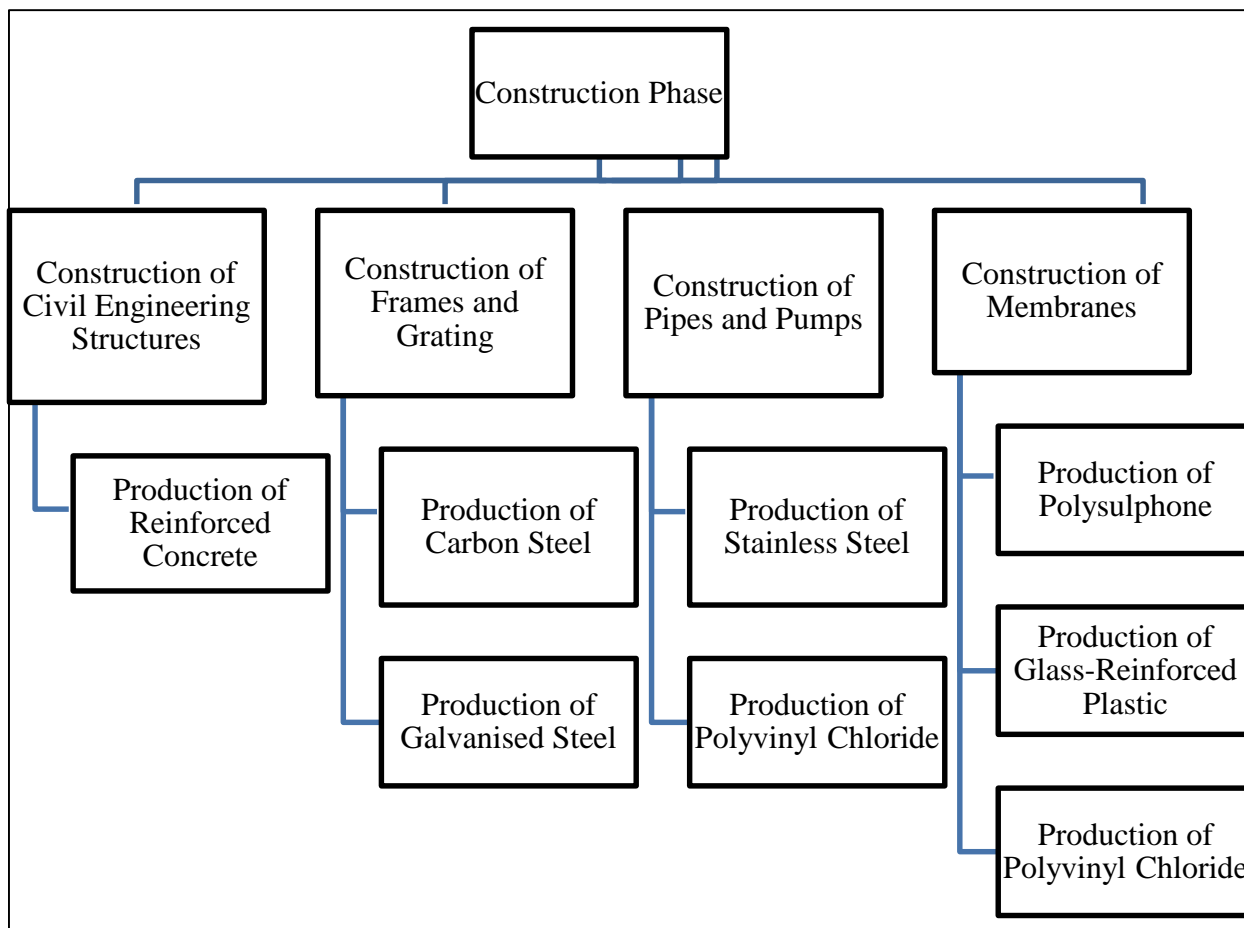 Construction Phase
Construction of
Civil Engineering
Structures
Construction of
Frames and
Grating
Construction of
Pipes and Pumps
Construction of
Membranes
Production of
Reinforced
Concrete
Production of
Carbon Steel
Production of
Galvanised Steel
Production of
Stainless Steel
Production of
Polyvinyl Chloride
Production of
Polysulphone
Production of
Glass-Reinforced
Plastic
Production of
Polyvinyl Chloride